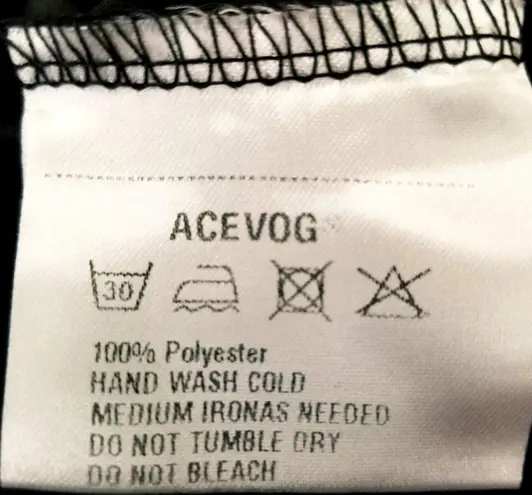 ACEVOG
30
100% Polyester
HAND WASH COLD
MEDIUM IRONAS NEEDED
DO NOT TUMBLE DRY
DO NOT BLEACH